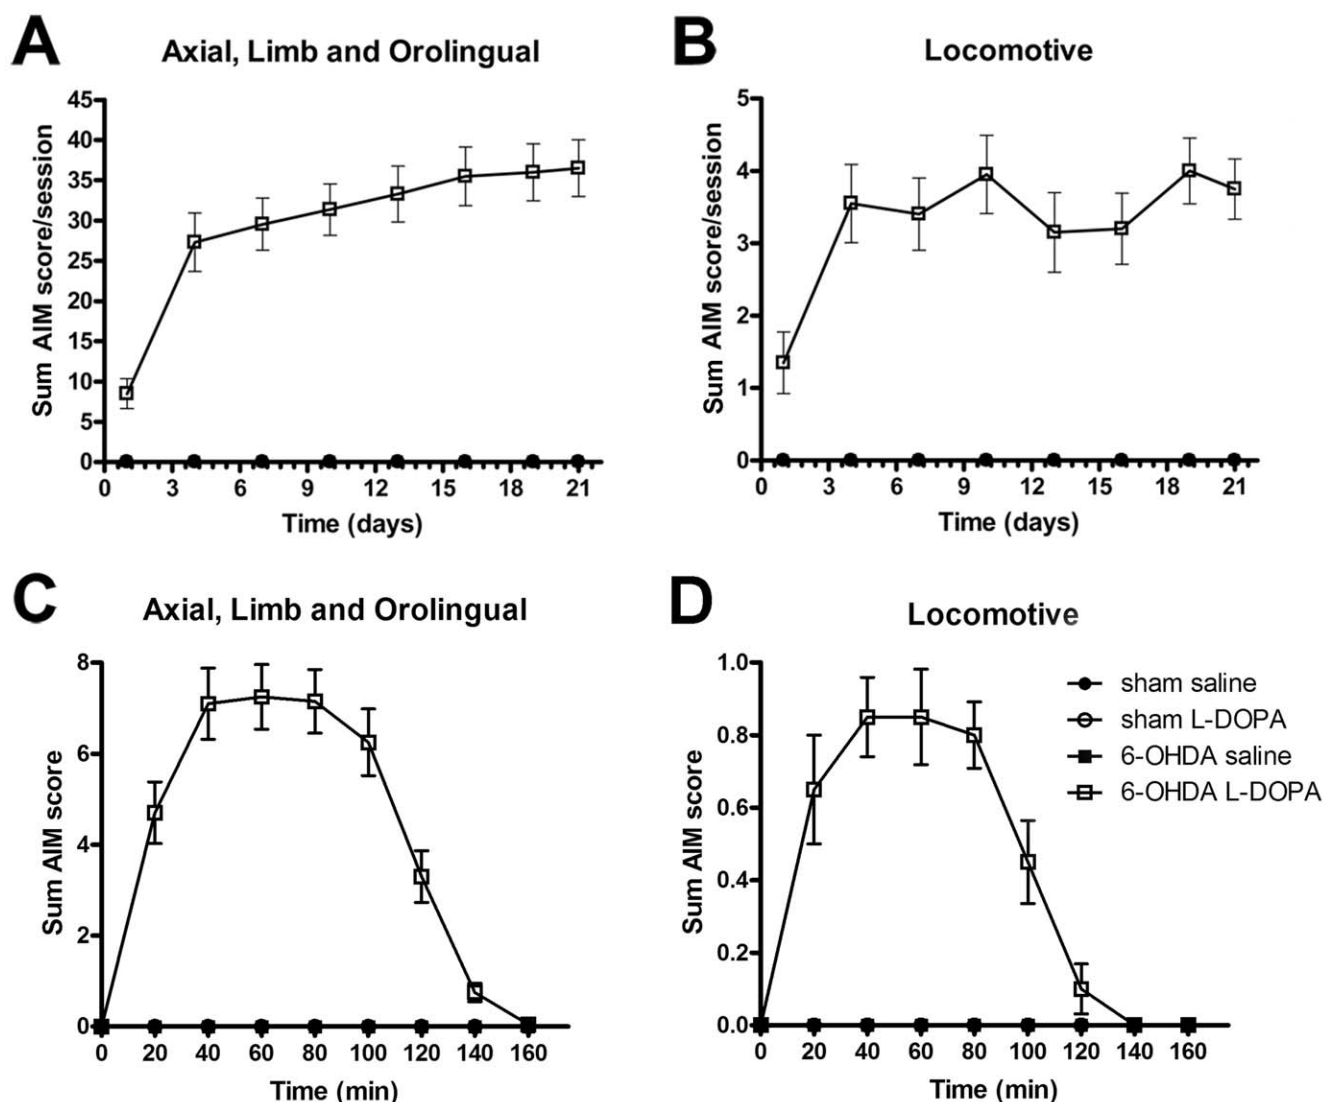 A
Axial, Limb and Orolingual
Sum AIM score/session
45
40
35
30
25
20
15
10
5
0
0 3 6 9 12 15 18 21
Time (days)
B
Locomotive
Sum AIM score/session
5
4
3
2
1
0
0 3 6 9 12 15 18 21
Time (days)
C
Axial, Limb and Orolingual
Sum AIM score
8
6
4
2
0
0 20 40 60 80 100 120 140 160
Time (min)
D
Locomotive
Sum AIM score
1.0
0.8
0.6
0.4
0.2
0.0
0 20 40 60 80 100 120 140 160
Time (min)
sham saline
sham L-DOPA
6-OHDA saline
6-OHDA L-DOPA